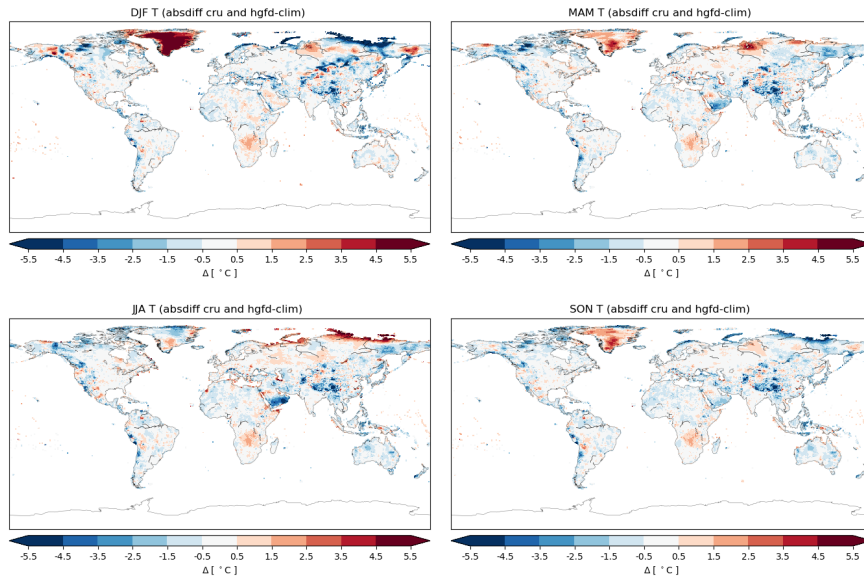 DJF T (absdiff cru and hgfd-clim)
-5.5 -4.5 -3.5 -2.5 -1.5 -0.5 0.5 1.5 2.5 3.5 4.5 5.5
Δ [ °C ]
MAM T (absdiff cru and hgfd-clim)
-5.5 -4.5 -3.5 -2.5 -1.5 -0.5 0.5 1.5 2.5 3.5 4.5 5.5
Δ [ °C ]
JJA T (absdiff cru and hgfd-clim)
-5.5 -4.5 -3.5 -2.5 -1.5 -0.5 0.5 1.5 2.5 3.5 4.5 5.5
Δ [ °C ]
SON T (absdiff cru and hgfd-clim)
-5.5 -4.5 -3.5 -2.5 -1.5 -0.5 0.5 1.5 2.5 3.5 4.5 5.5
Δ [ °C ]